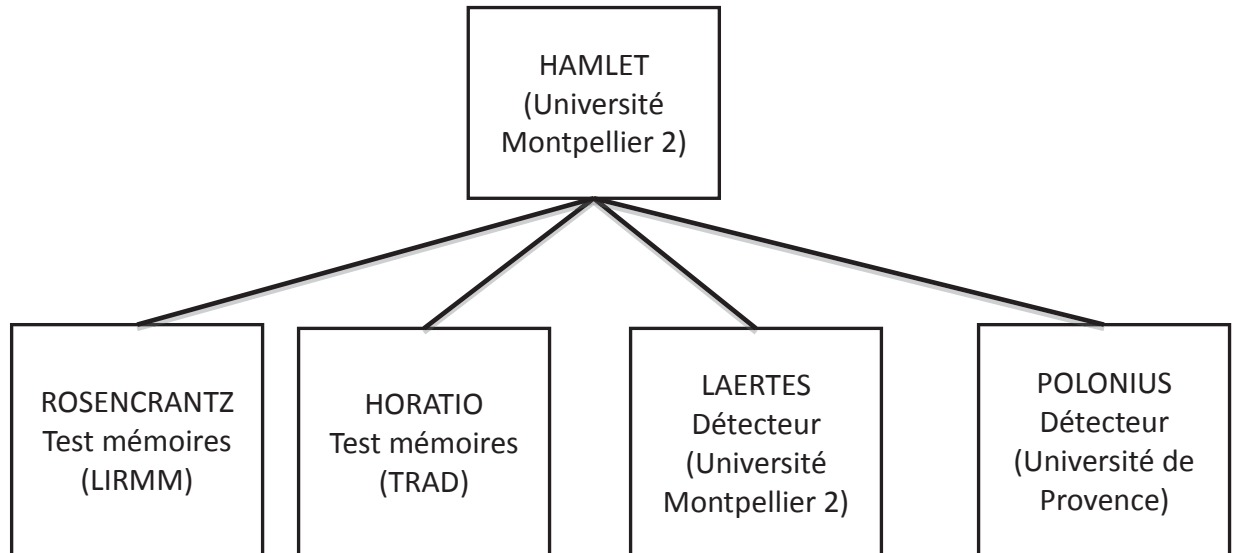 HAMLET
(Université
Montpellier 2)
ROSENCRANTZ
Test mémoires
(LIRMM)
HORATIO
Test mémoires
(TRAD)
LAERTES
Détecteur
(Université
Montpellier 2)
POLONIUS
Détecteur
(Université de
Provence)